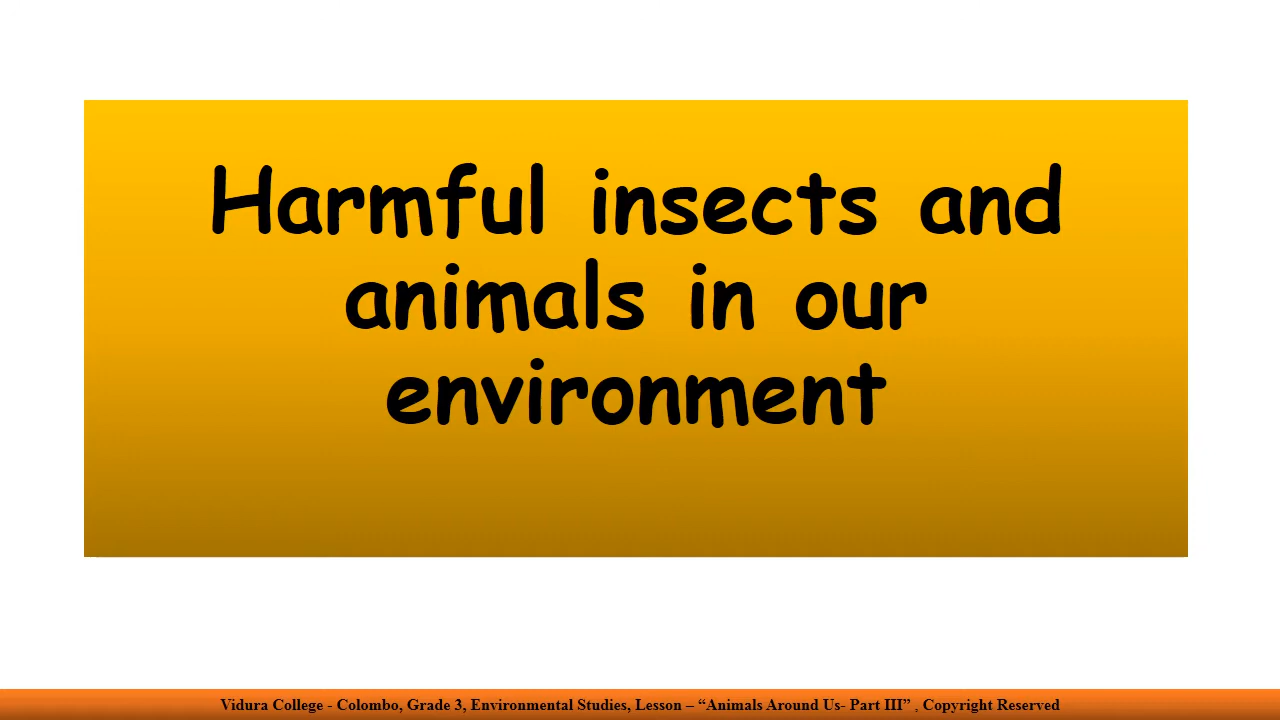 Harmful insects and
animals in our
environment
Vidura College - Colombo, Grade 3, Environmental Studies, Lesson – “Animals Around Us- Part III” , Copyright Reserved